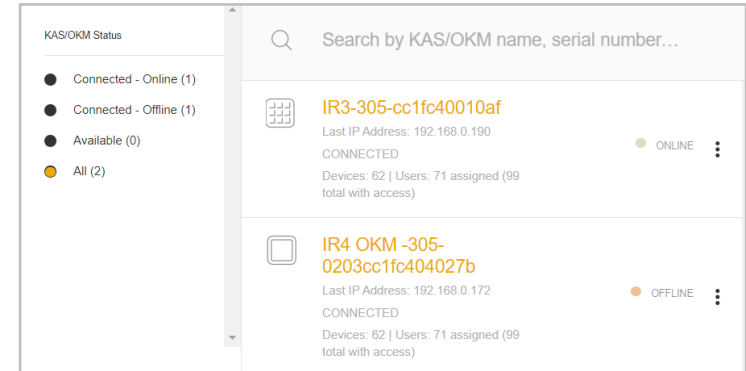 KAS/OKM Status
Connected - Online (1)
Connected - Offline (1)
Available (0)
All (2)
Search by KAS/OKM name, serial number…
IR3-305-cc1fc40010af
Last IP Address: 192.168.0.190
CONNECTED
Devices: 62 | Users: 71 assigned (99
total with access)
ONLINE
IR4 OKM -305-
0203cc1fc404027b
Last IP Address: 192.168.0.172
CONNECTED
Devices: 62 | Users: 71 assigned (99
total with access)
OFFLINE